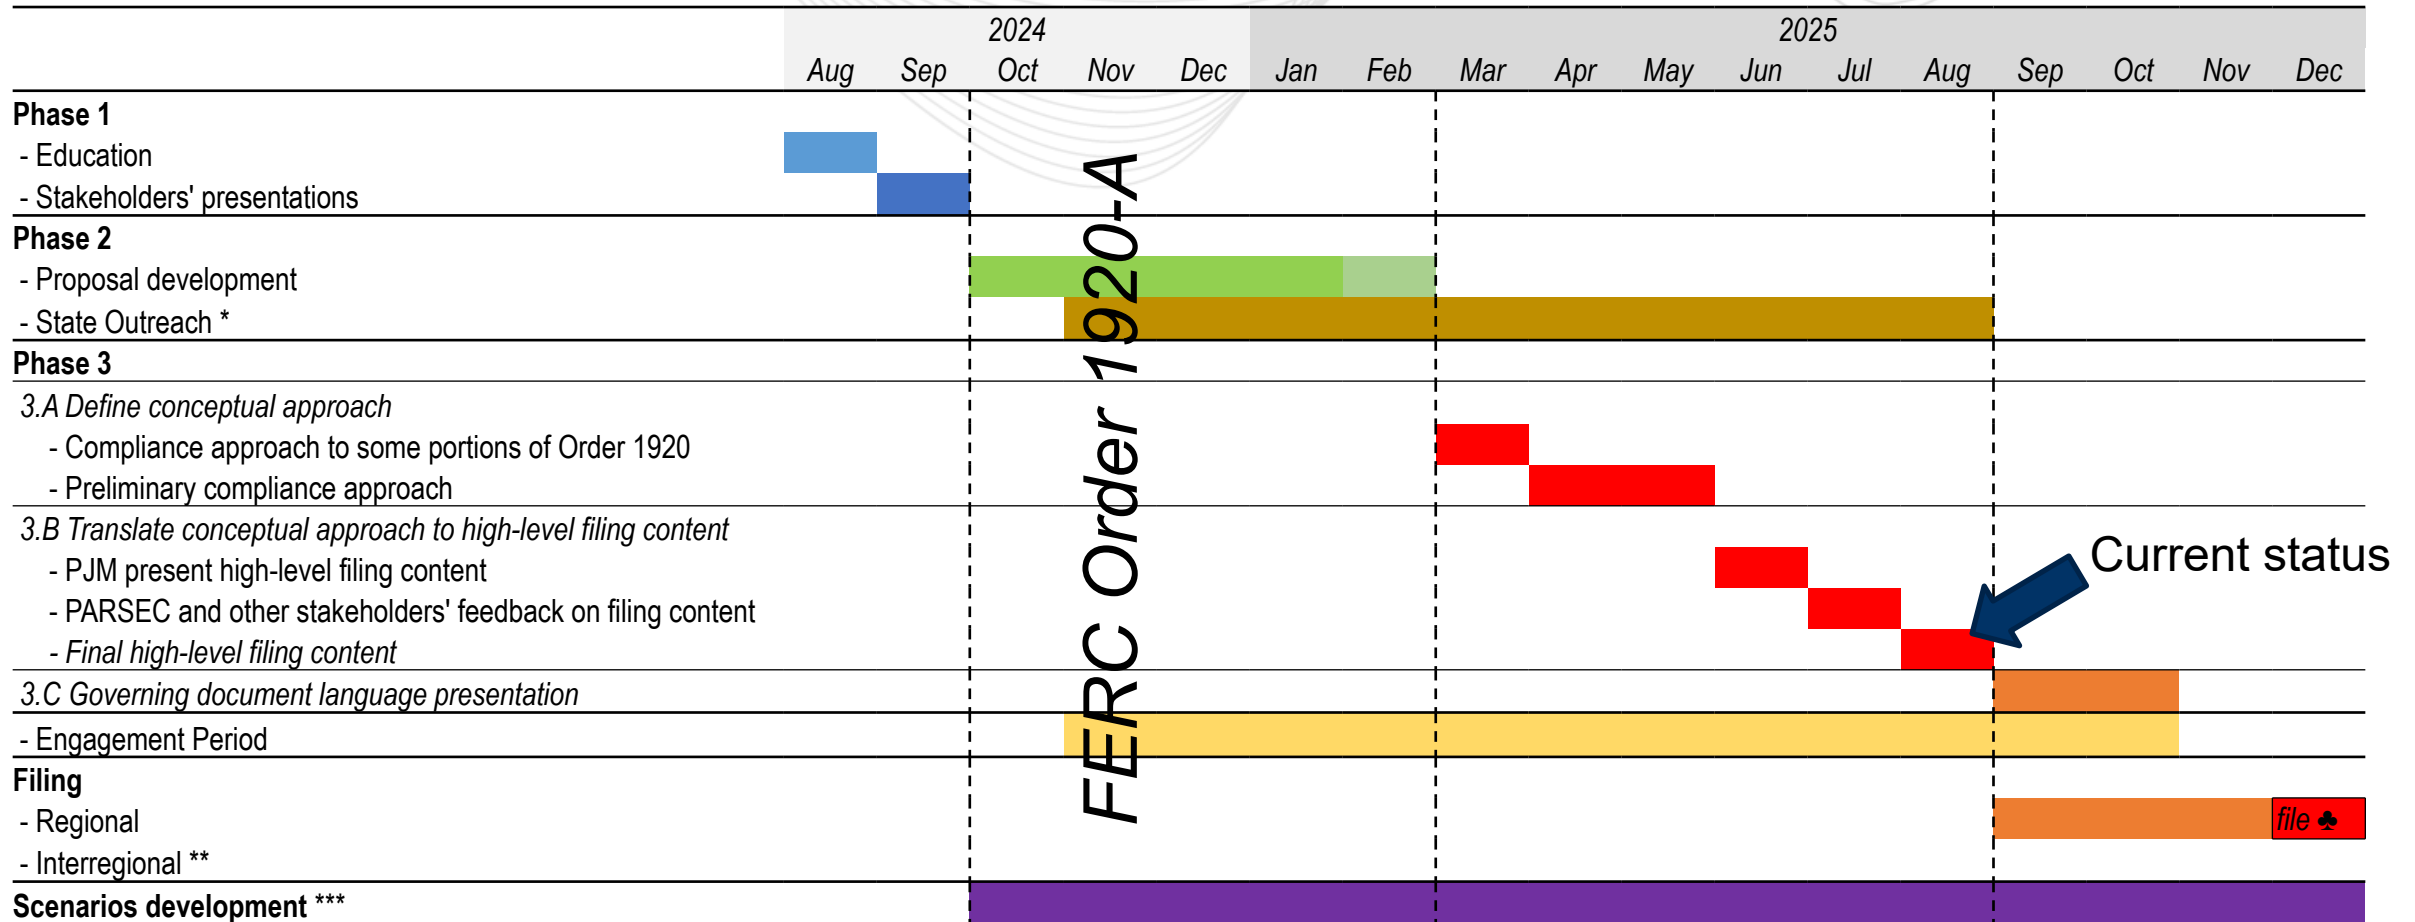 2024 2025
Aug Sep Oct Nov Dec Jan Feb Mar Apr May Jun Jul Aug Sep Oct Nov Dec
Phase 1
- Education
- Stakeholders' presentations
Phase 2
- Proposal development
- State Outreach *
Phase 3
3.A Define conceptual approach
- Compliance approach to some portions of Order 1920
- Preliminary compliance approach
3.B Translate conceptual approach to high-level filing content
- PJM present high-level filing content
- PARSEC and other stakeholders' feedback on filing content
- Final high-level filing content
3.C Governing document language presentation
- Engagement Period
Filing
- Regional
file ♣
- Interregional **
Scenarios development ***
FERC Order 1920-A
Current status